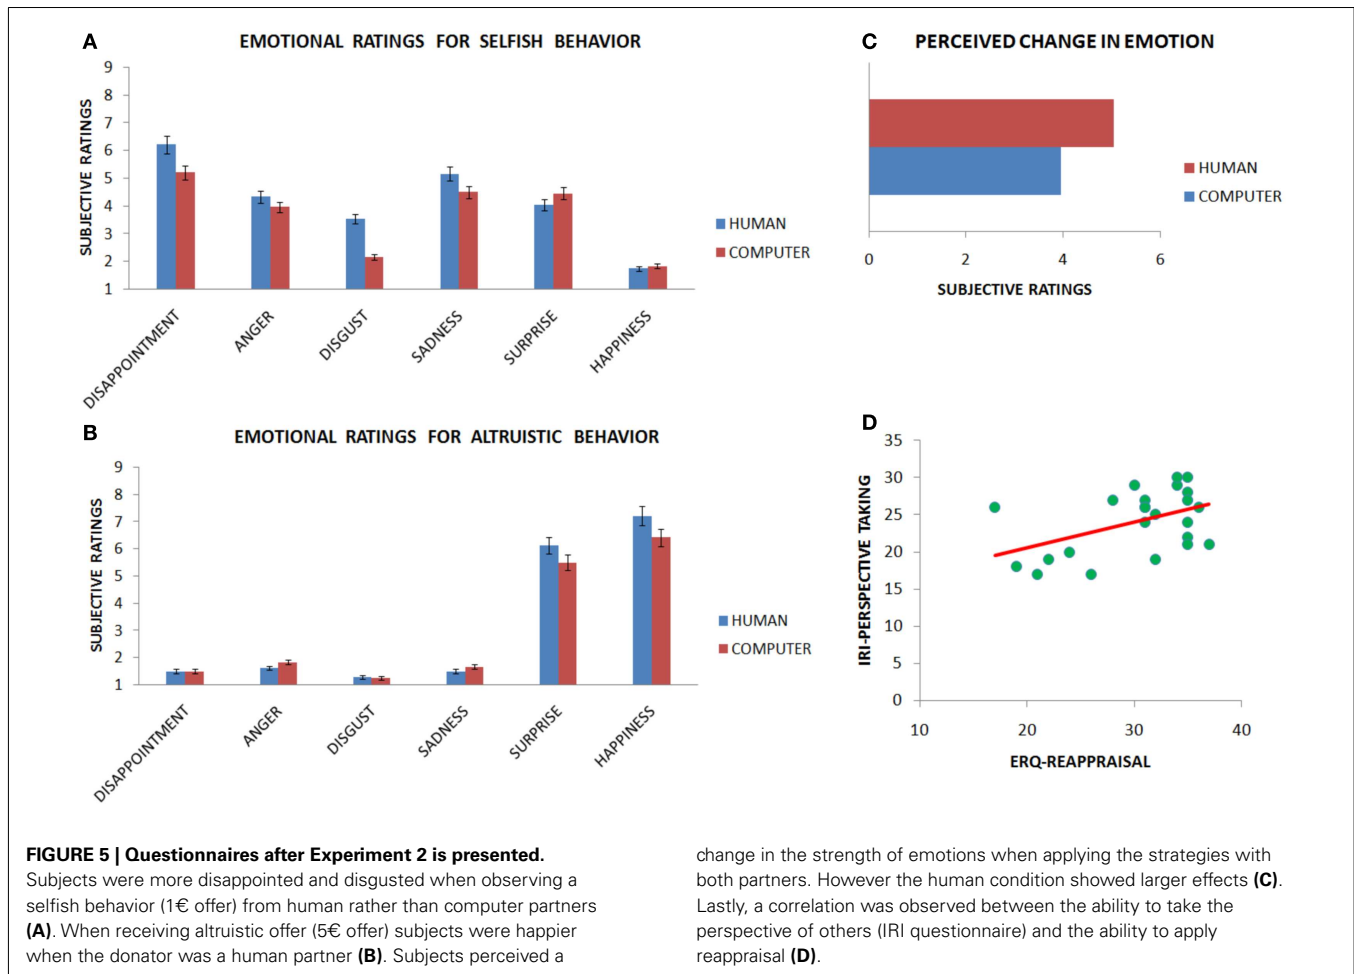 A
EMOTIONAL RATINGS FOR SELFISH BEHAVIOR
SUBJECTIVE RATINGS
9
8
7
6
5
4
3
2
1
DISAPPOINTMENT
ANGER
DISGUST
SADNESS
SURPRISE
HAPPINESS
HUMAN
COMPUTER
B
EMOTIONAL RATINGS FOR ALTRUISTIC BEHAVIOR
SUBJECTIVE RATINGS
9
8
7
6
5
4
3
2
1
DISAPPOINTMENT
ANGER
DISGUST
SADNESS
SURPRISE
HAPPINESS
HUMAN
COMPUTER
C
PERCEIVED CHANGE IN EMOTION
HUMAN
COMPUTER
0 2 4 6
SUBJECTIVE RATINGS
D
IRI-PERSPECTIVE TAKING
35
30
25
20
15
10
5
0
10 20 30 40
ERQ-REAPPRAISAL
FIGURE 5 | Questionnaires after Experiment 2 is presented.
Subjects were more disappointed and disgusted when observing a
selfish behavior (1€ offer) from human rather than computer partners
(A). When receiving altruistic offer (5€ offer) subjects were happier
when the donator was a human partner (B). Subjects perceived a
change in the strength of emotions when applying the strategies with
both partners. However the human condition showed larger effects (C).
Lastly, a correlation was observed between the ability to take the
perspective of others (IRI questionnaire) and the ability to apply
reappraisal (D).